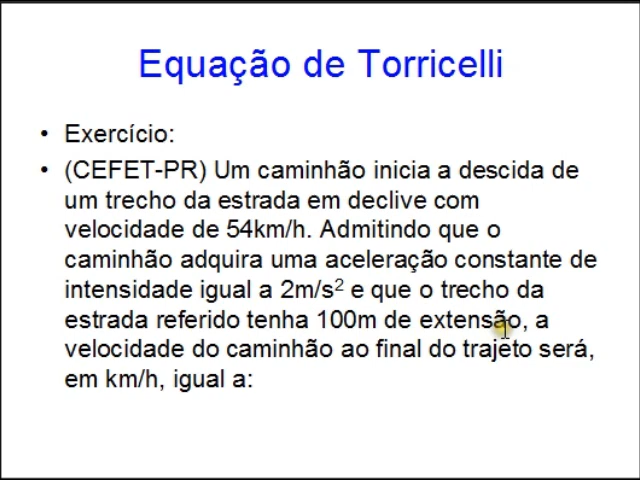 Equação de Torricelli
• Exercício:
• (CEFET-PR) Um caminhão inicia a descida de
um trecho da estrada em declive com
velocidade de 54km/h. Admitindo que o
caminhão adquira uma aceleração constante de
intensidade igual a 2m/s² e que o trecho da
estrada referido tenha 100m de extensão, a
velocidade do caminhão ao final do trajeto será,
em km/h, igual a: